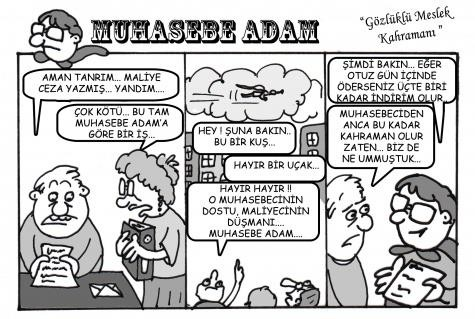 MUHASEBE ADAM
"Gözlüklü Meslek
Kahramanı"
AMAN TANRIM... MALİYE
CEZA YAZMIŞ... YANDIM.....
ÇOK KÖTÜ... BU TAM
MUHASEBE ADAM'A
GÖRE BİR İŞ...
HEY ! ŞUNA BAKIN..
BU BİR KUŞ...
HAYIR BİR UÇAK...
HAYIR HAYIR !!
O MUHASEBECİNİN
DOSTU, MALİYECİNİN
DÜŞMANI....
MUHASEBE ADAM....
ŞİMDİ BAKIN... EĞER
OTUZ GÜN İÇİNDE
ÖDERSENİZ ÜÇTE BİRİ
KADAR İNDİRİM OLUR...
MUHASEBECİDEN
ANCA BU KADAR
KAHRAMAN OLUR
ZATEN... BİZ DE
NE UMMUŞTUK...